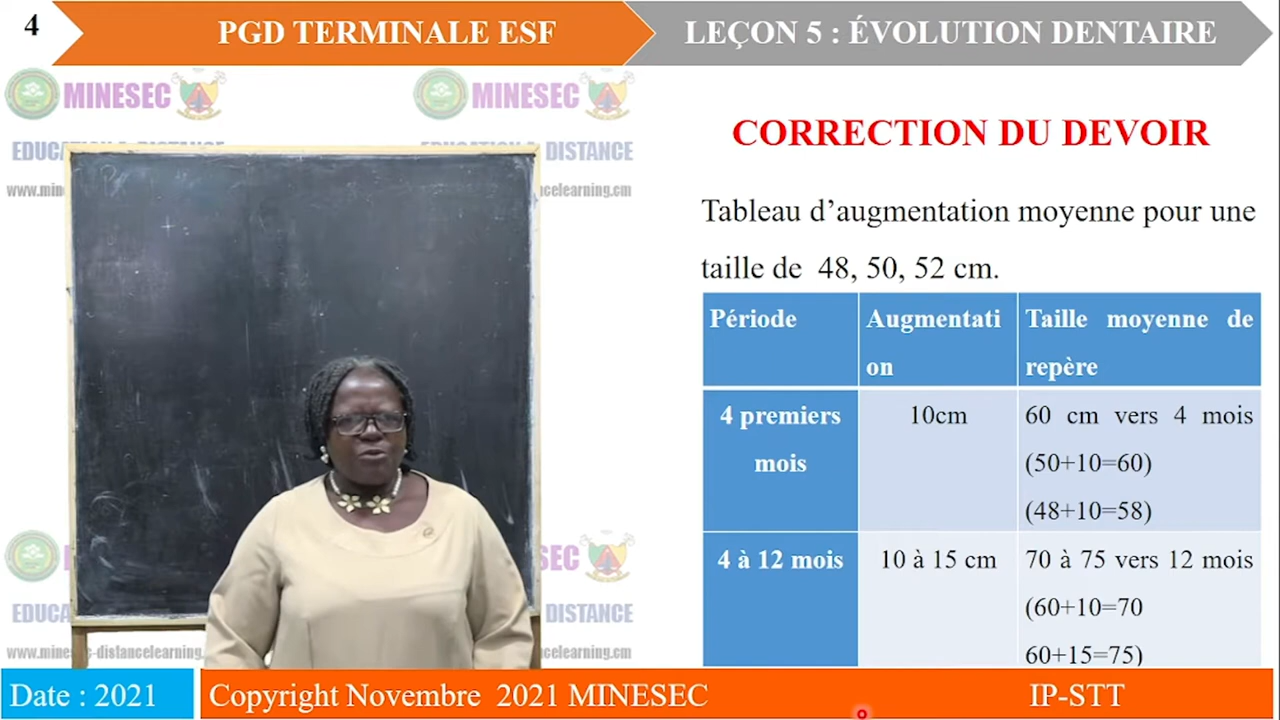 4
PGD TERMINALE ESF
LEÇON 5 : ÉVOLUTION DENTAIRE
MINESEC
MINESEC
DISTANCE
DISTANCE
CORRECTION DU DEVOIR
Tableau d’augmentation moyenne pour une
taille de 48, 50, 52 cm.
Période
Augmentati
on
Taille moyenne de
repère
4 premiers
mois
10cm
60 cm vers 4 mois
(50+10=60)
(48+10=58)
4 à 12 mois
10 à 15 cm
70 à 75 vers 12 mois
(60+10=70
60+15=75)
Date : 2021
Copyright Novembre 2021 MINESEC
IP-STT